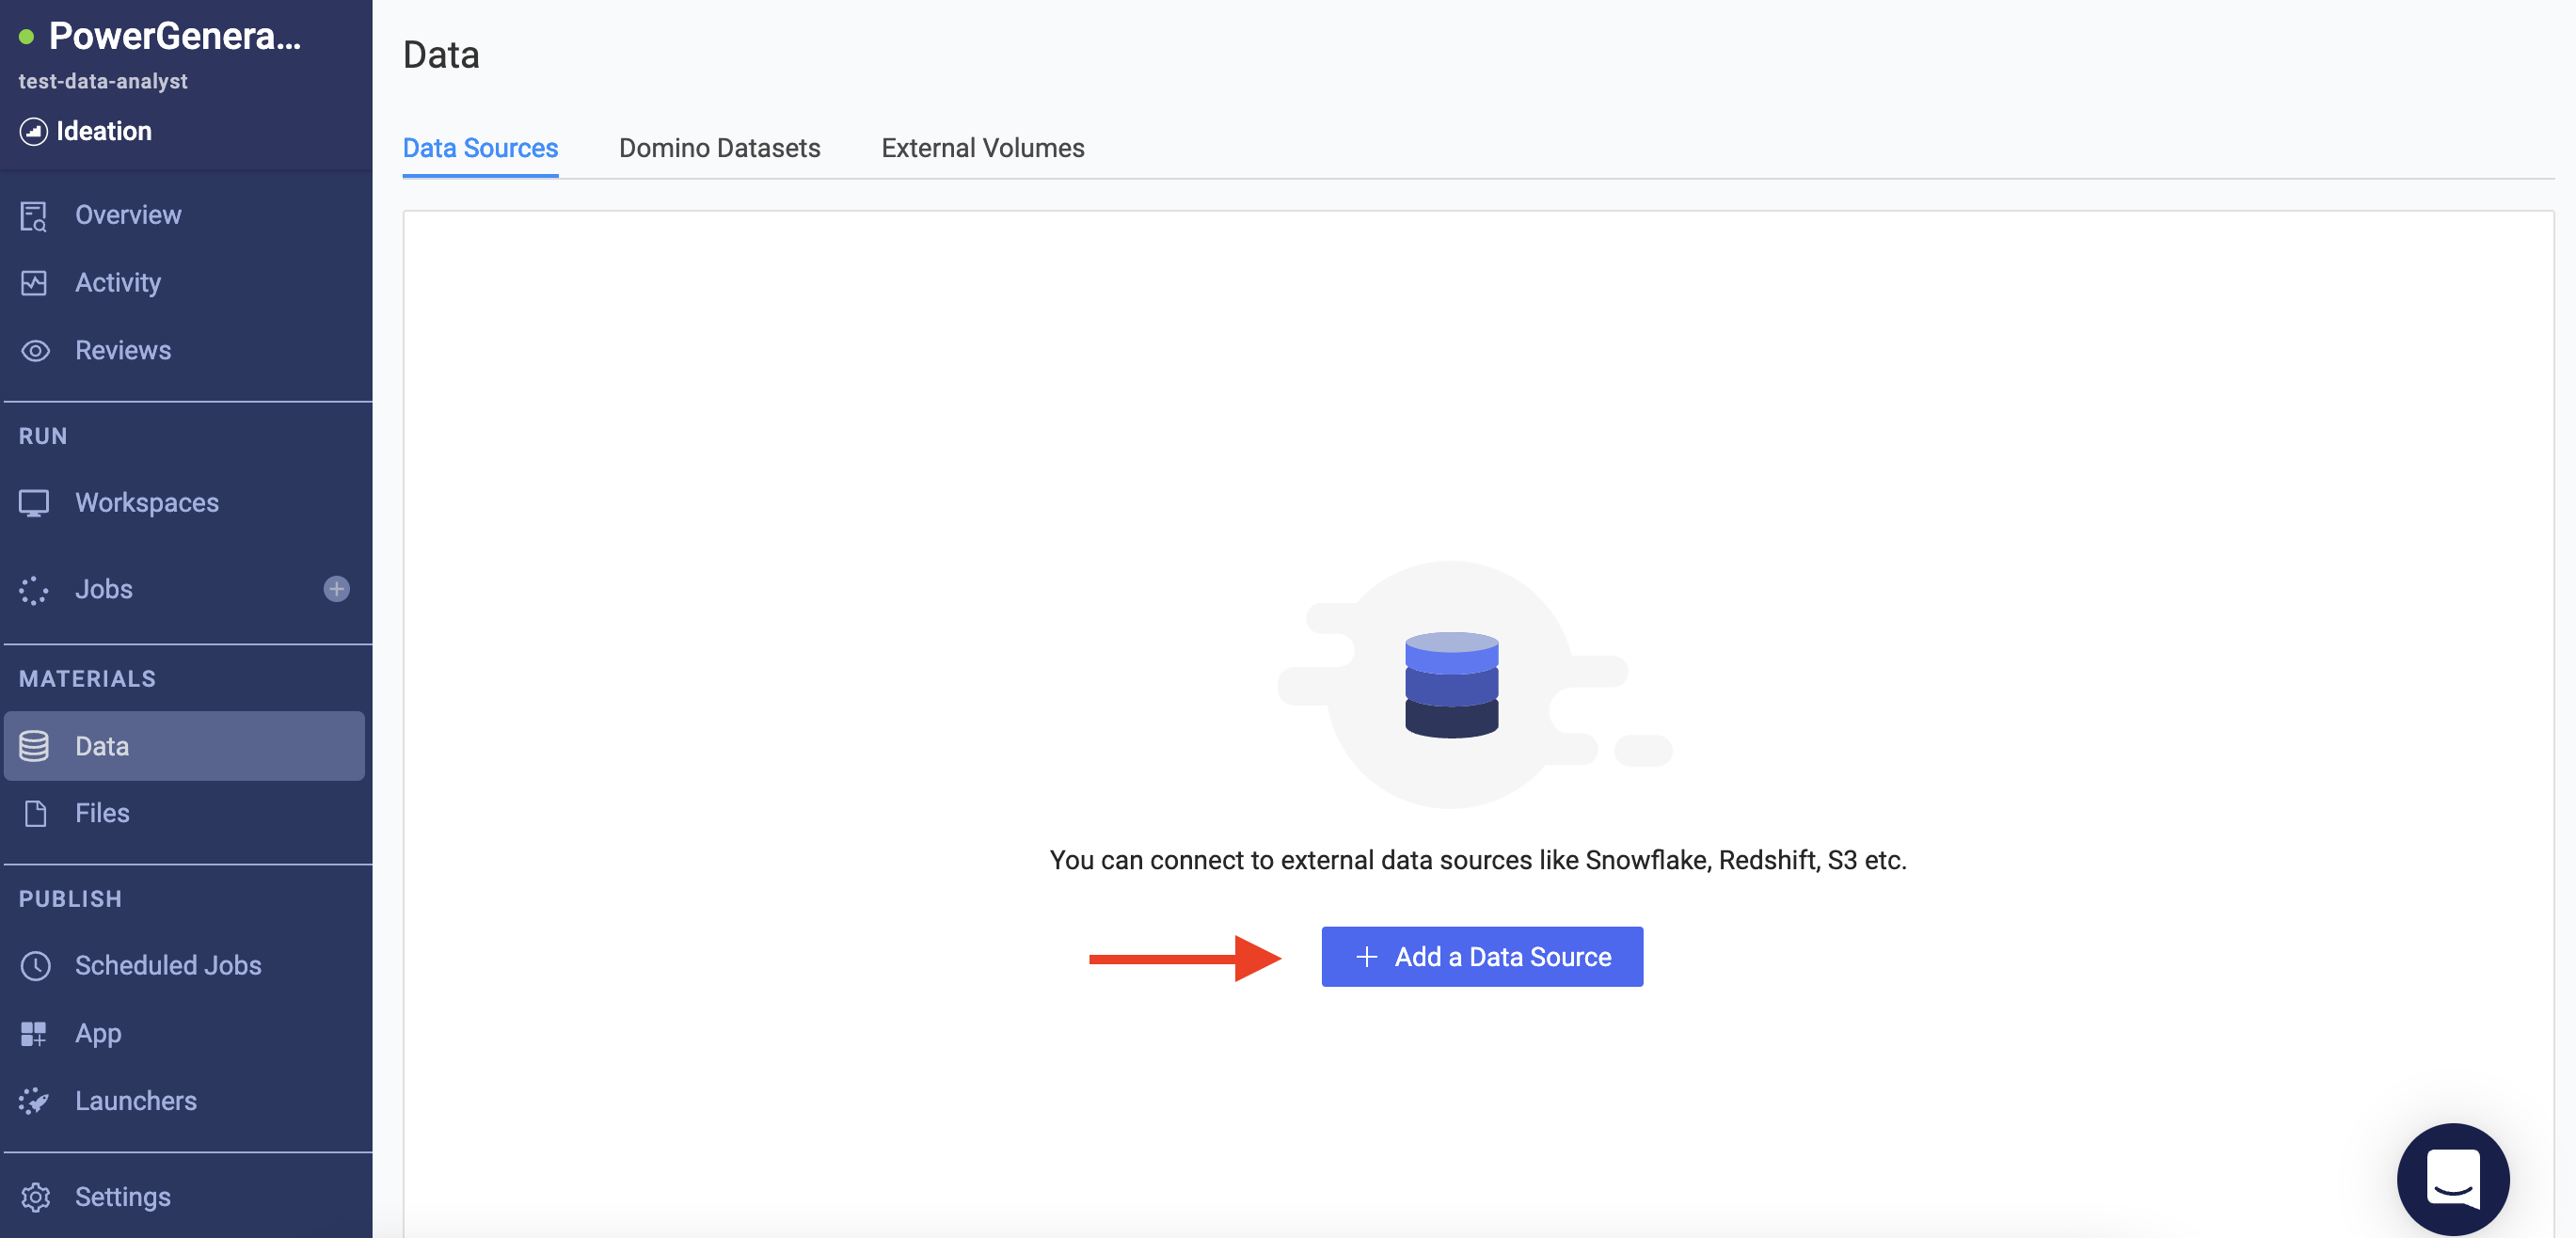 PowerGenera...
test-data-analyst
Ideation
Overview
Activity
Reviews
RUN
Workspaces
Jobs
MATERIALS
Data
Files
PUBLISH
Scheduled Jobs
App
Launchers
Settings
Data
Data Sources Domino Datasets External Volumes
You can connect to external data sources like Snowflake, Redshift, S3 etc.
+ Add a Data Source